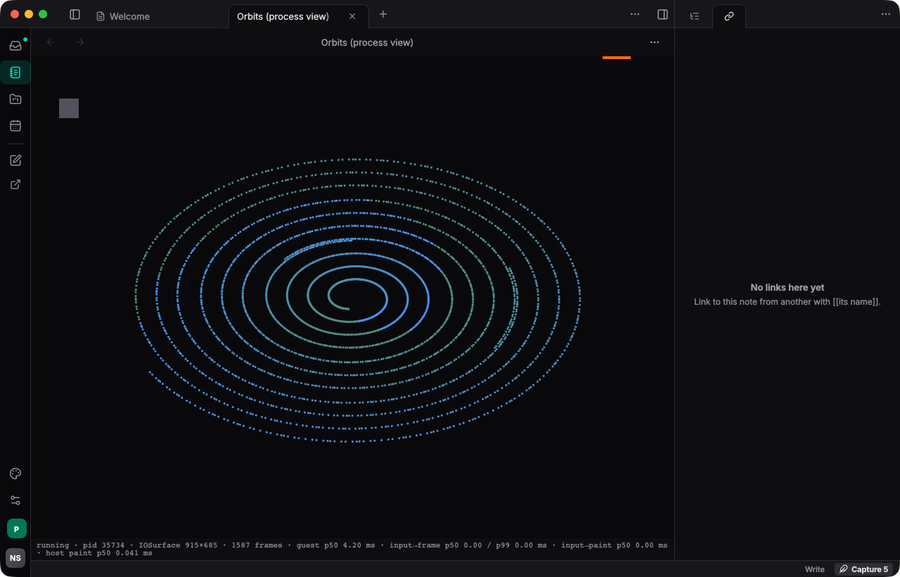 Welcome
Orbits (process view)
Orbits (process view)
No links here yet
Link to this note from another with [[its name]].
P
NS
running · pid 35734 · IOSurface 915×685 · 1587 frames · guest p50 4.20 ms · input→frame p50 0.00 / p99 0.00 ms · input→paint p50 0.00 ms
· host paint p50 0.041 ms
Write
Capture 5